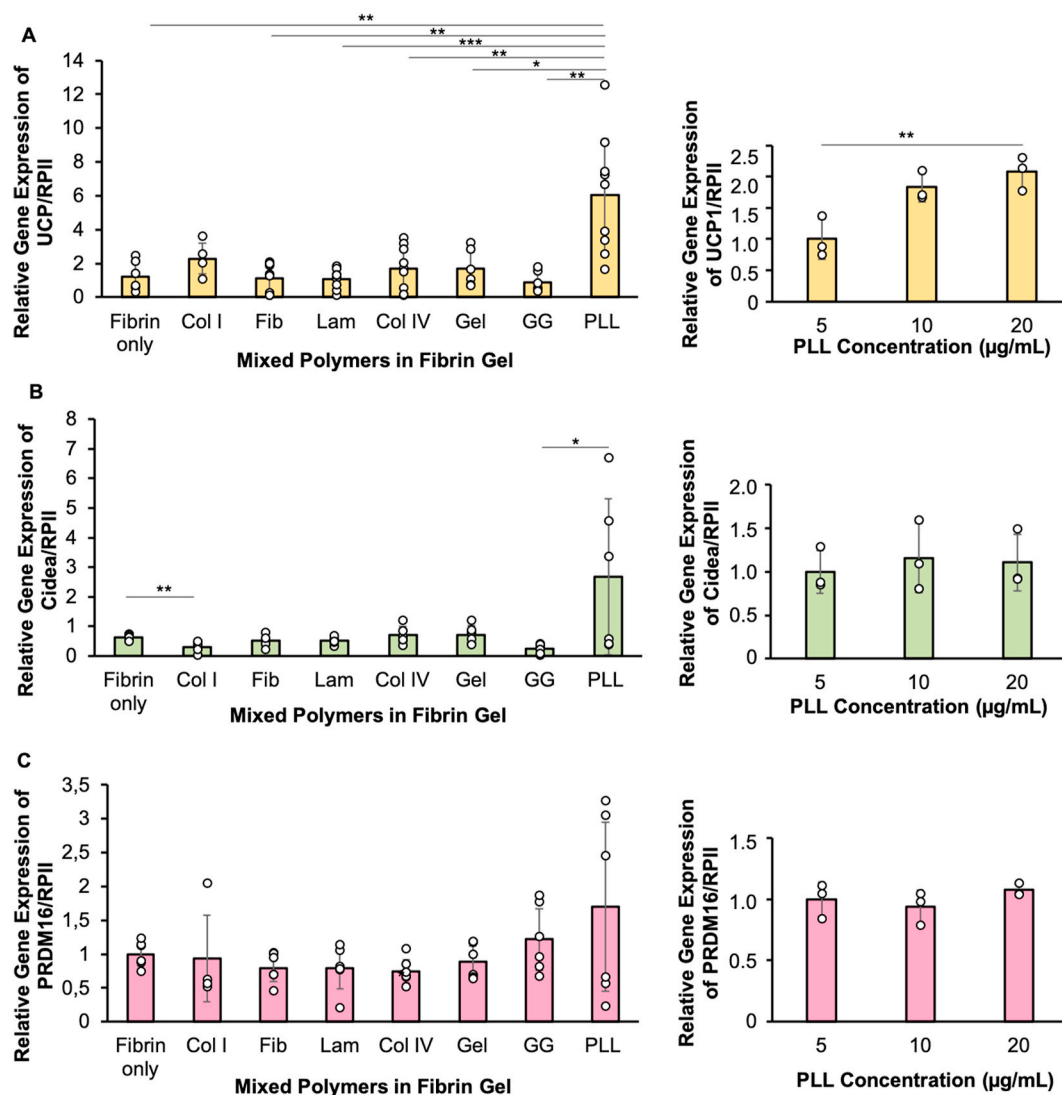 A
**
**
***
**
*
**
Relative Gene Expression of
UCP/RPII
14
12
10
8
6
4
2
0
Fibrin only
Col I
Fib
Lam
Col IV
Gel
GG
PLL
Mixed Polymers in Fibrin Gel
Relative Gene Expression
of UCP1/RPII
**
2.5
2.0
1.5
1.0
0.5
0
5
10
20
PLL Concentration (µg/mL)
B
Relative Gene Expression of
Cidea/RPII
8
7
6
5
4
3
2
1
0
**
*
Fibrin only
Col I
Fib
Lam
Col IV
Gel
GG
PLL
Mixed Polymers in Fibrin Gel
Relative Gene Expression
of Cidea/RPII
2.0
1.5
1.0
0.5
0
5
10
20
PLL Concentration (µg/mL)
C
Relative Gene Expression of
PRDM16/RPII
3,5
3
2,5
2
1,5
1
0,5
0
Fibrin only
Col I
Fib
Lam
Col IV
Gel
GG
PLL
Mixed Polymers in Fibrin Gel
Relative Gene Expression
of PRDM16/RPII
1.5
1.0
0.5
0
5
10
20
PLL Concentration (µg/mL)